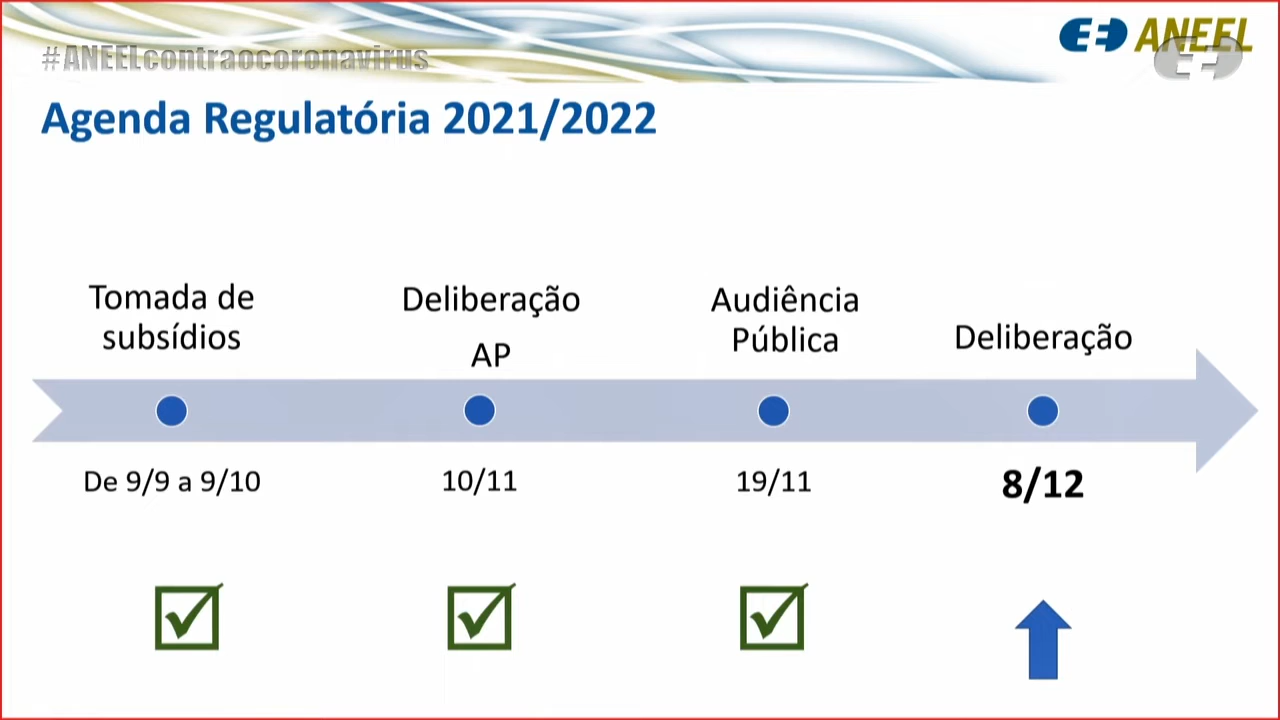 #ANEELcontraocoronavirus
ANEEL
Agenda Regulatória 2021/2022
Tomada de
subsídios
Deliberação
AP
Audiência
Pública
Deliberação
De 9/9 a 9/10
10/11
19/11
8/12